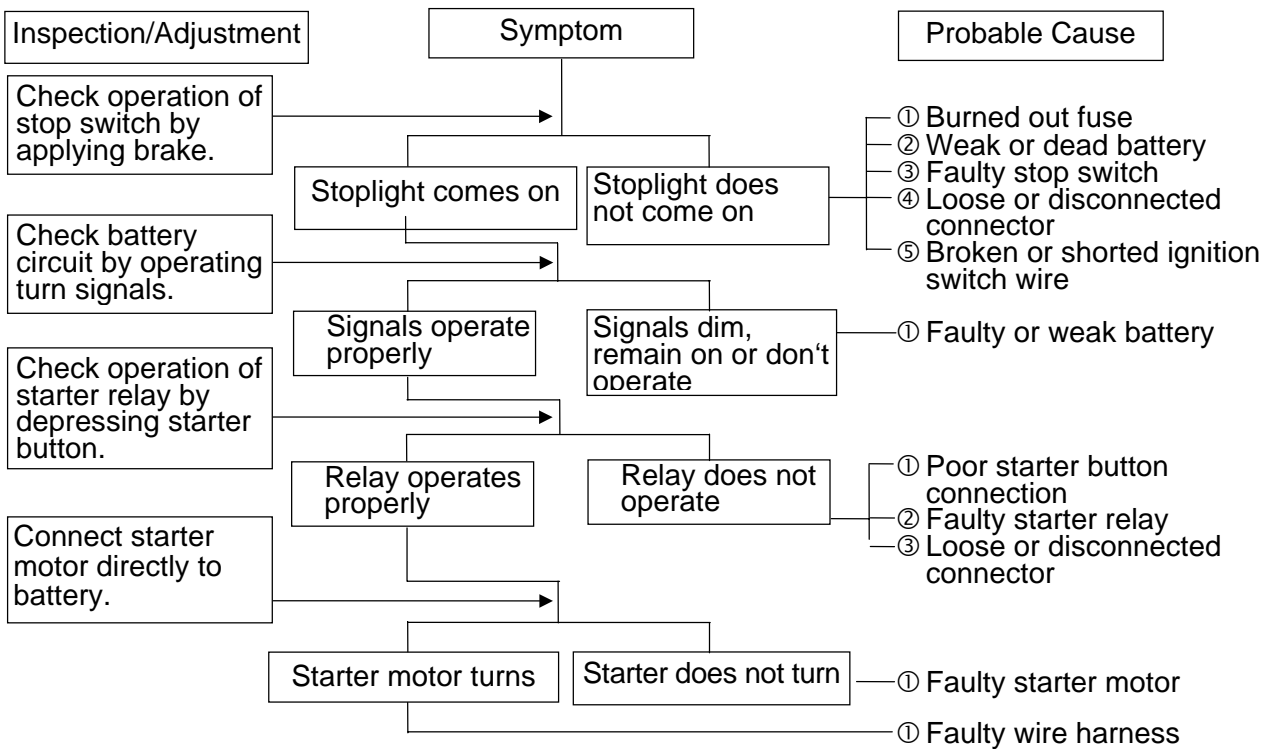 Inspection/Adjustment
Symptom
Probable Cause
Check operation of
stop switch by
applying brake.
Stoplight comes on
Stoplight does
not come on
① Burned out fuse
② Weak or dead battery
③ Faulty stop switch
④ Loose or disconnected
connector
⑤ Broken or shorted ignition
switch wire
Check battery
circuit by operating
turn signals.
Signals operate
properly
Signals dim,
remain on or don‘t
operate
① Faulty or weak battery
Check operation of
starter relay by
depressing starter
button.
Relay operates
properly
Relay does not
operate
① Poor starter button
connection
② Faulty starter relay
③ Loose or disconnected
connector
Connect starter
motor directly to
battery.
Starter motor turns
Starter does not turn
① Faulty starter motor
① Faulty wire harness